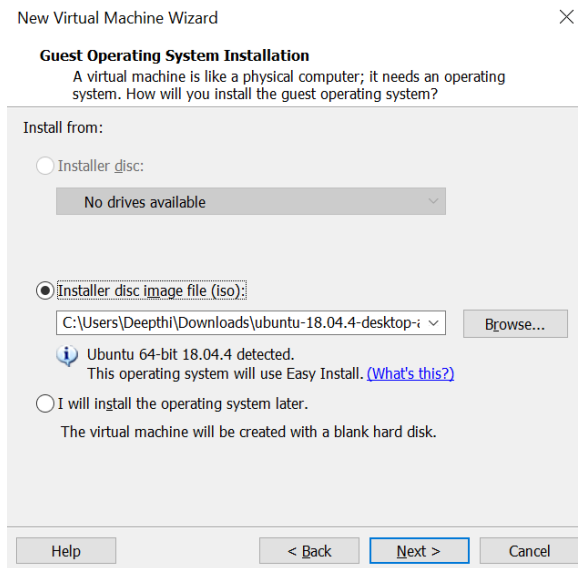 New Virtual Machine Wizard
Guest Operating System Installation
A virtual machine is like a physical computer; it needs an operating
system. How will you install the guest operating system?
Install from:
Installer disc:
No drives available
Installer disc image file (iso):
C:\Users\Deepthi\Downloads\ubuntu-18.04.4-desktop-
Browse...
Ubuntu 64-bit 18.04.4 detected.
This operating system will use Easy Install. (What's this?)
I will install the operating system later.
The virtual machine will be created with a blank hard disk.
Help
< Back
Next >
Cancel